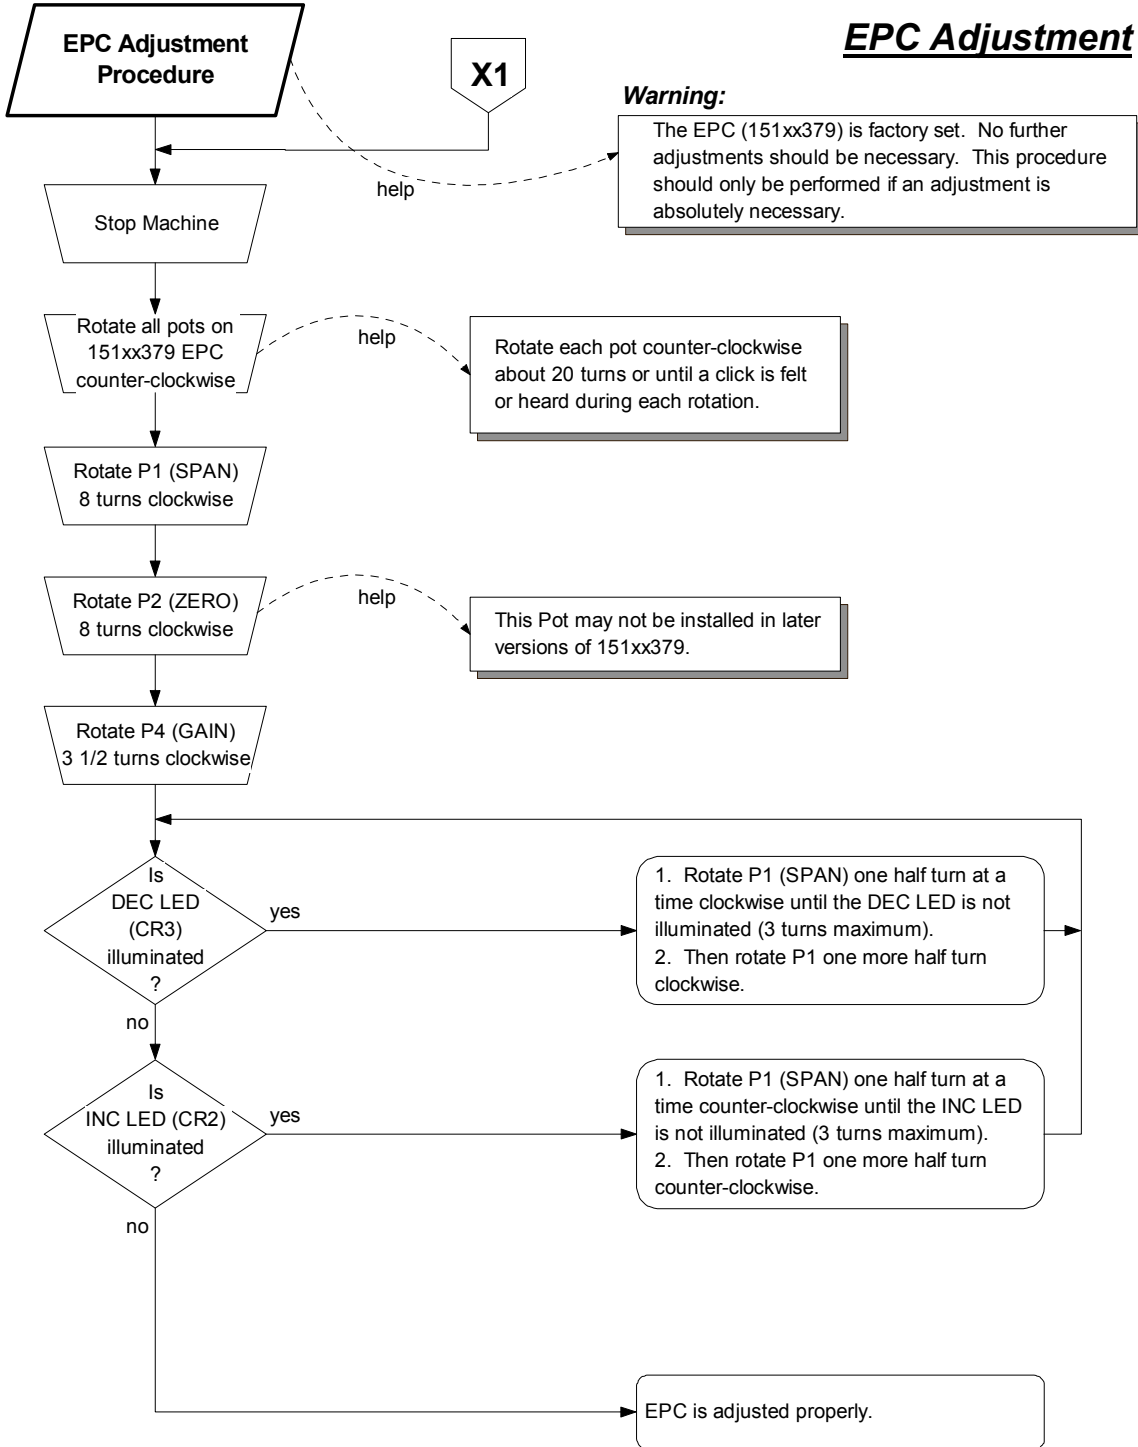 EPC Adjustment
EPC Adjustment
Procedure
X1
Warning:
The EPC (151xx379) is factory set.  No further
adjustments should be necessary.  This procedure
should only be performed if an adjustment is
absolutely necessary.
help
Stop Machine
Rotate all pots on
151xx379 EPC
counter-clockwise
help
Rotate each pot counter-clockwise
about 20 turns or until a click is felt
or heard during each rotation.
Rotate P1 (SPAN)
8 turns clockwise
Rotate P2 (ZERO)
8 turns clockwise
help
This Pot may not be installed in later
versions of 151xx379.
Rotate P4 (GAIN)
3 1/2 turns clockwise
Is
DEC LED
(CR3)
illuminated
?
yes
1.  Rotate P1 (SPAN) one half turn at a
time clockwise until the DEC LED is not
illuminated (3 turns maximum).
2.  Then rotate P1 one more half turn
clockwise.
no
Is
INC LED (CR2)
illuminated
?
yes
1.  Rotate P1 (SPAN) one half turn at a
time counter-clockwise until the INC LED
is not illuminated (3 turns maximum).
2.  Then rotate P1 one more half turn
counter-clockwise.
no
EPC is adjusted properly.